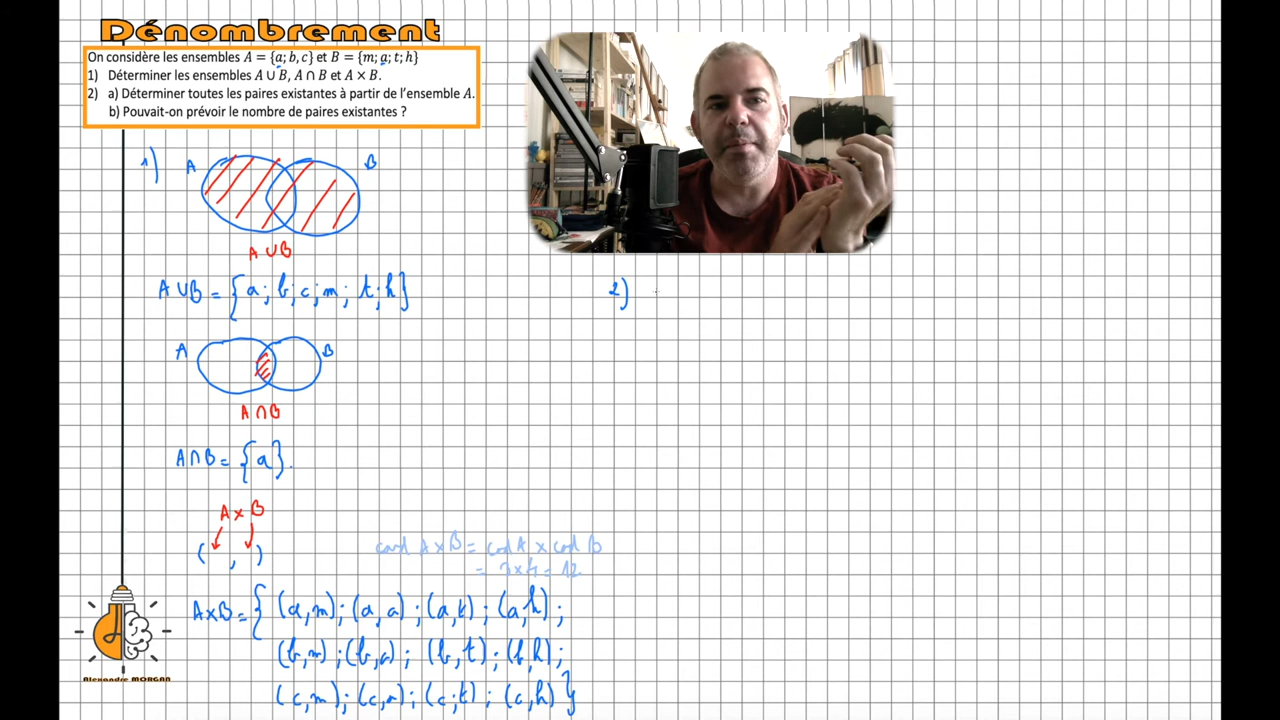 Dénombrement
On considère les ensembles A = {a; b, c} et B = {m; a; t; h}
1) Déterminer les ensembles A ∪ B, A ∩ B et A × B.
2) a) Déterminer toutes les paires existantes à partir de l'ensemble A.
b) Pouvait-on prévoir le nombre de paires existantes ?
1)
A B
A ∪ B
A ∪ B = {a; b; c; m; t; h}
A B
A ∩ B
A ∩ B = {a}.
A × B
( , )
card A × B = card A × card B
= 3 × 4 = 12
A × B = { (a, m); (a, a); (a, t); (a, h);
(b, m); (b, a); (b, t); (b, h);
(c, m); (c, a); (c; t); (c, h) }
2)
Alexandre MORGAN